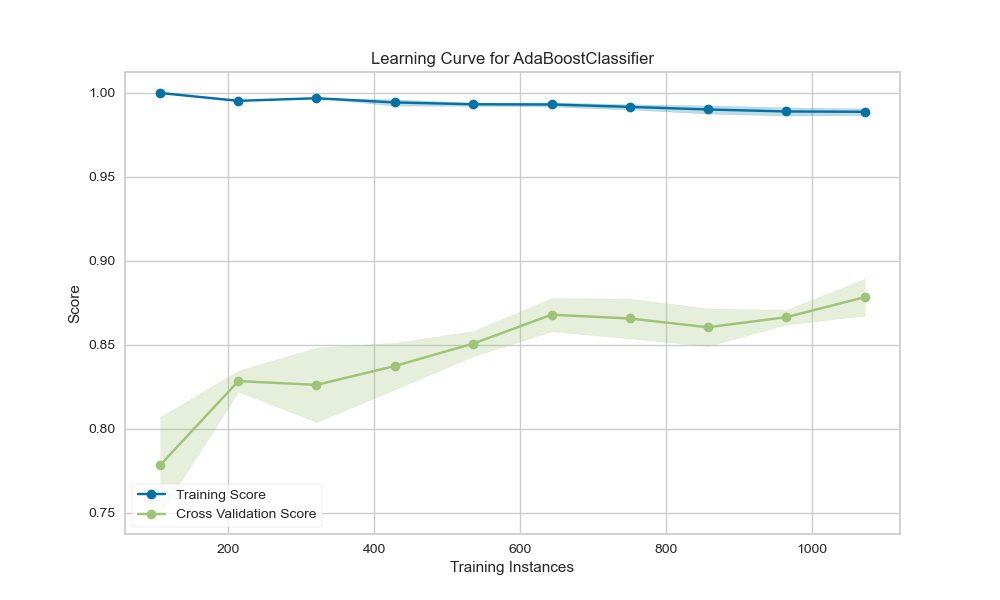 Learning Curve for AdaBoostClassifier
1.00
0.95
0.90
0.85
0.80
0.75
Score
Training Score
Cross Validation Score
200 400 600 800 1000
Training Instances